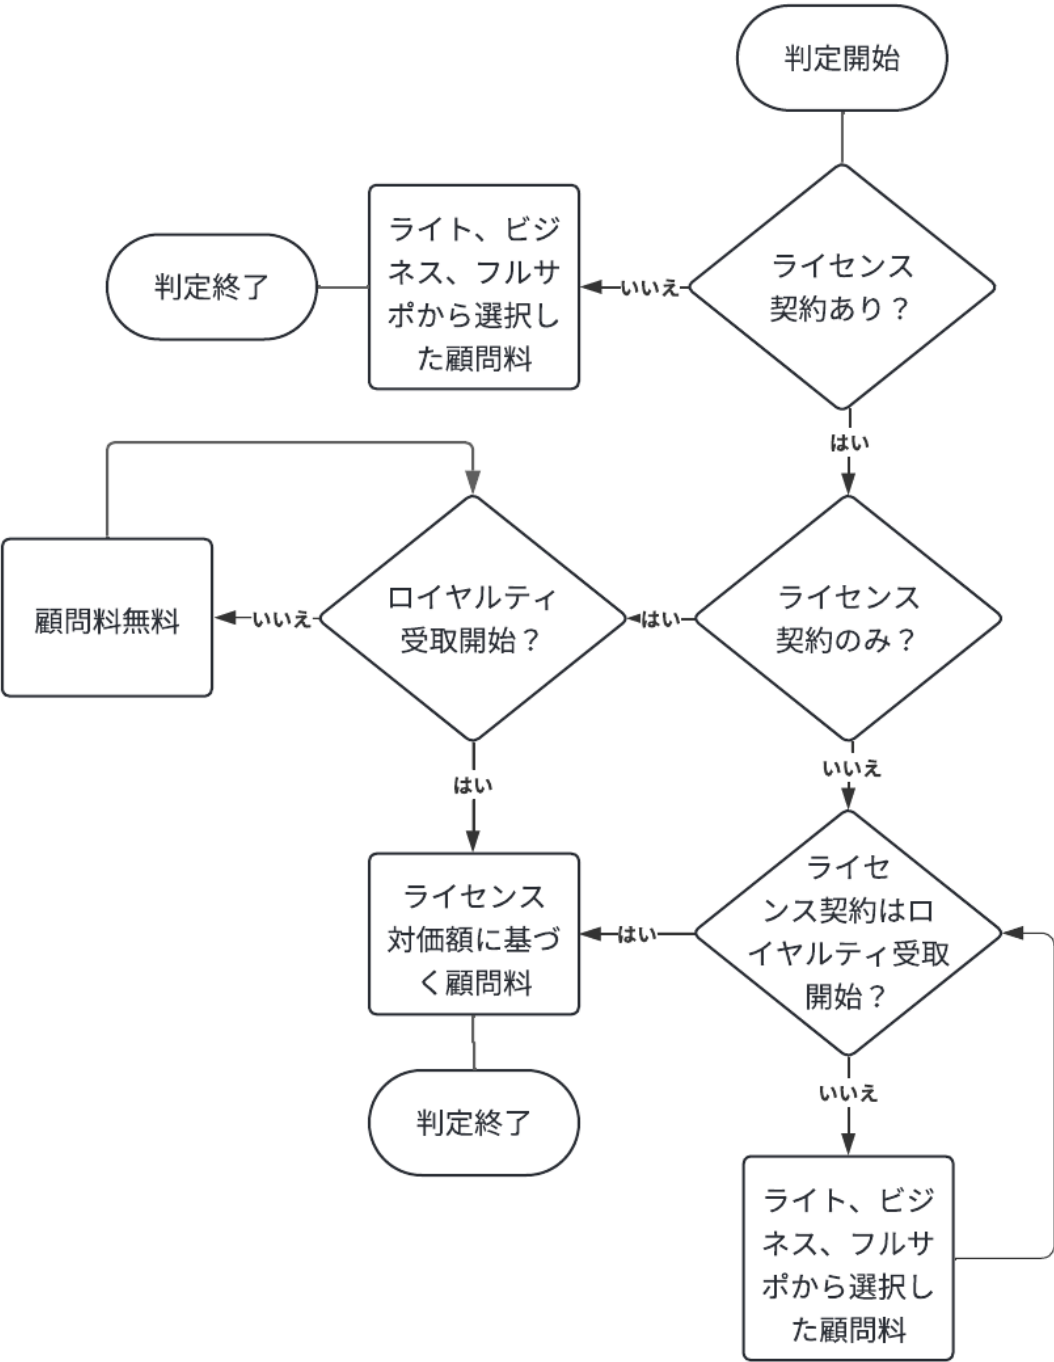 判定開始
ライセンス
契約あり？
いいえ
ライト、ビジ
ネス、フルサ
ポから選択し
た顧問料
判定終了
はい
ライセンス
契約のみ？
はい
ロイヤルティ
受取開始？
いいえ
顧問料無料
はい
いいえ
ライセ
ンス契約はロ
イヤルティ受取
開始？
はい
ライセンス
対価額に基づ
く顧問料
判定終了
いいえ
ライト、ビジ
ネス、フルサ
ポから選択し
た顧問料